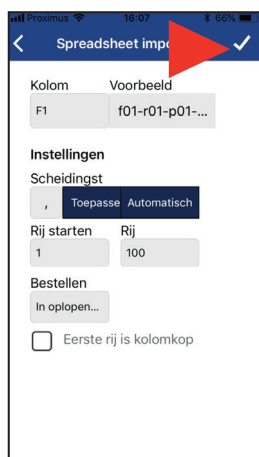 Proximus 16:07 66%
Spreadsheet impo
Kolom Voorbeeld
F1 f01-r01-p01-...
Instellingen
Scheidingst
, Toepasse Automatisch
Rij starten Rij
1 100
Bestellen
In oplopen...
Eerste rij is kolomkop